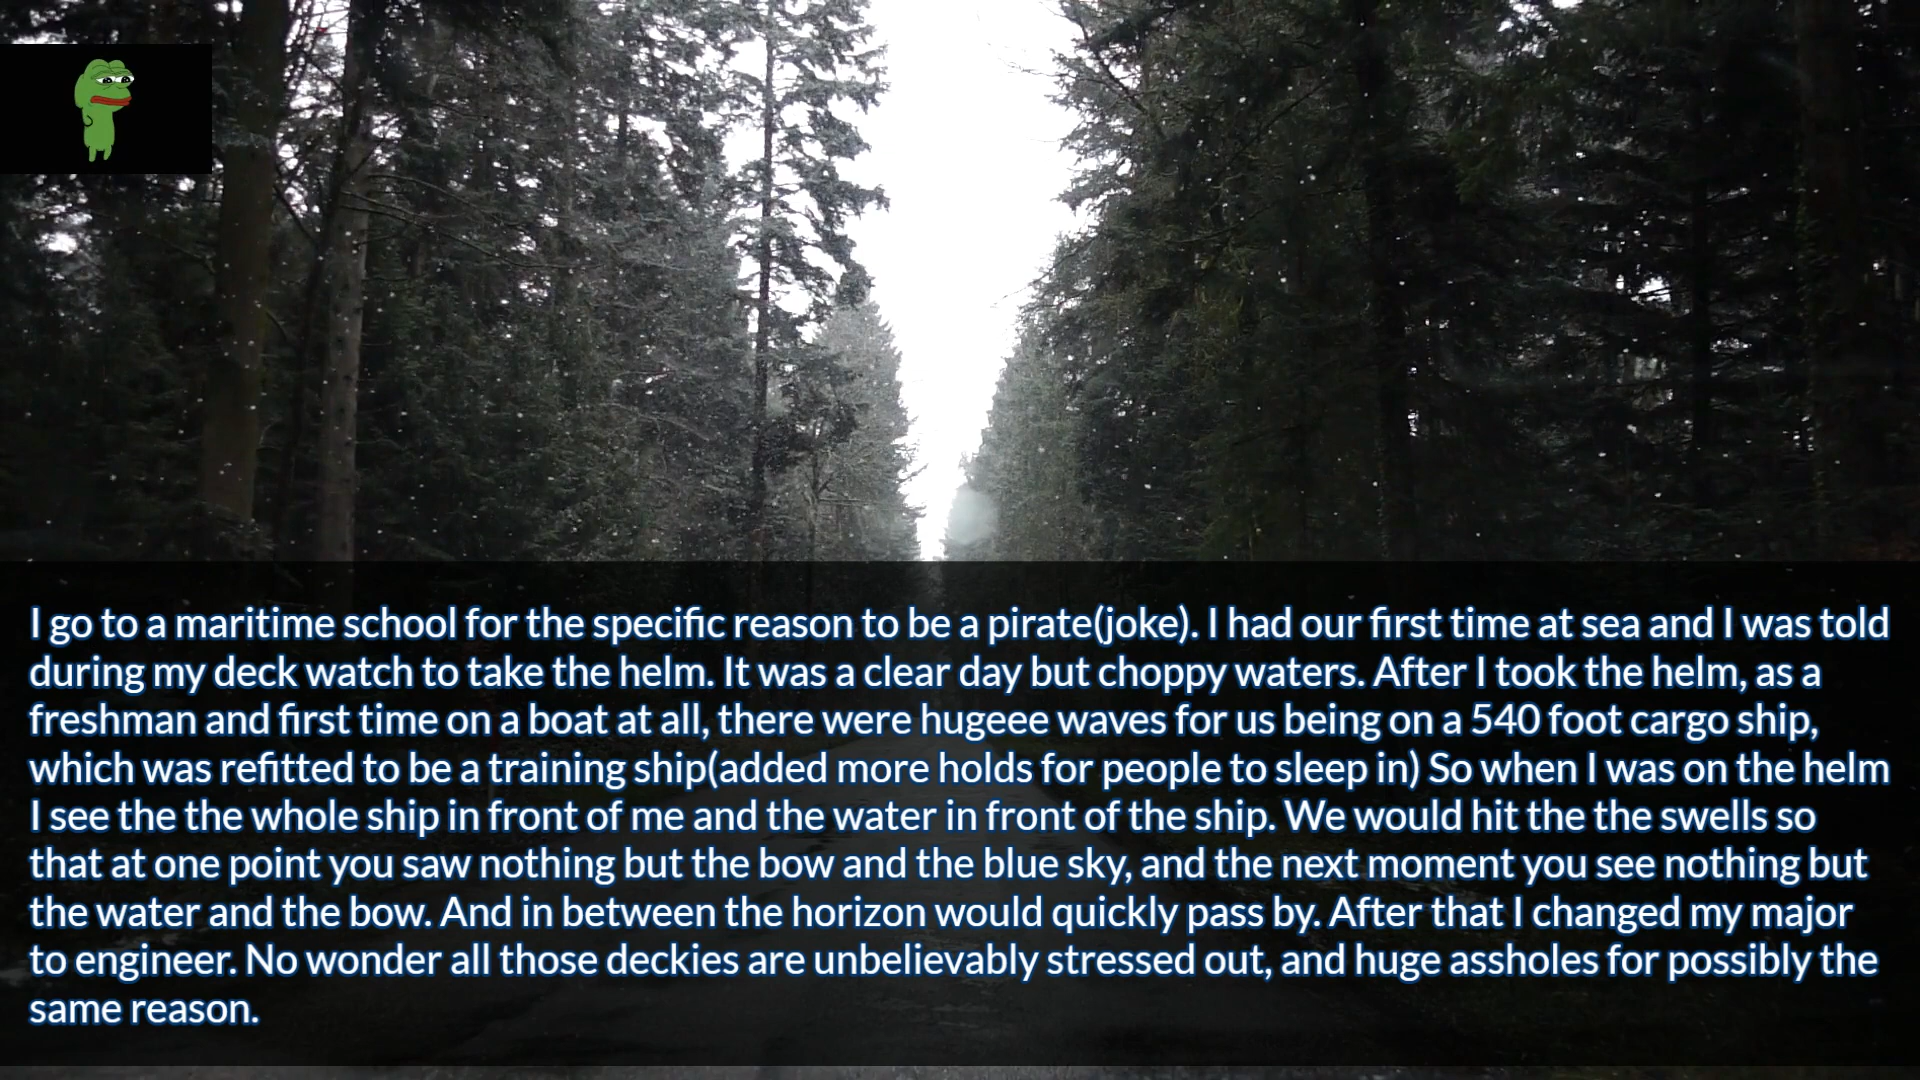 I go to a maritime school for the specific reason to be a pirate(joke). I had our first time at sea and I was told
during my deck watch to take the helm. It was a clear day but choppy waters. After I took the helm, as a
freshman and first time on a boat at all, there were hugeee waves for us being on a 540 foot cargo ship,
which was refitted to be a training ship(added more holds for people to sleep in) So when I was on the helm
I see the the whole ship in front of me and the water in front of the ship. We would hit the the swells so
that at one point you saw nothing but the bow and the blue sky, and the next moment you see nothing but
the water and the bow. And in between the horizon would quickly pass by. After that I changed my major
to engineer. No wonder all those deckies are unbelievably stressed out, and huge assholes for possibly the
same reason.